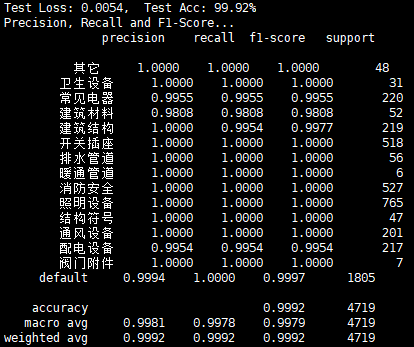 Test Loss: 0.0054, Test Acc: 99.92%
Precision, Recall and F1-Score...
precision recall f1-score support
其它 1.0000 1.0000 1.0000 48
卫生设备 1.0000 1.0000 1.0000 31
常见电器 0.9955 0.9955 0.9955 220
建筑材料 0.9808 0.9808 0.9808 52
建筑结构 1.0000 0.9954 0.9977 219
开关插座 1.0000 1.0000 1.0000 518
排水管道 1.0000 1.0000 1.0000 56
暖通管道 1.0000 1.0000 1.0000 6
消防安全 1.0000 1.0000 1.0000 527
照明设备 1.0000 1.0000 1.0000 765
结构符号 1.0000 1.0000 1.0000 47
通风设备 1.0000 1.0000 1.0000 201
配电设备 0.9954 0.9954 0.9954 217
阀门附件 1.0000 1.0000 1.0000 7
default 0.9994 1.0000 0.9997 1805
accuracy 0.9992 4719
macro avg 0.9981 0.9978 0.9979 4719
weighted avg 0.9992 0.9992 0.9992 4719